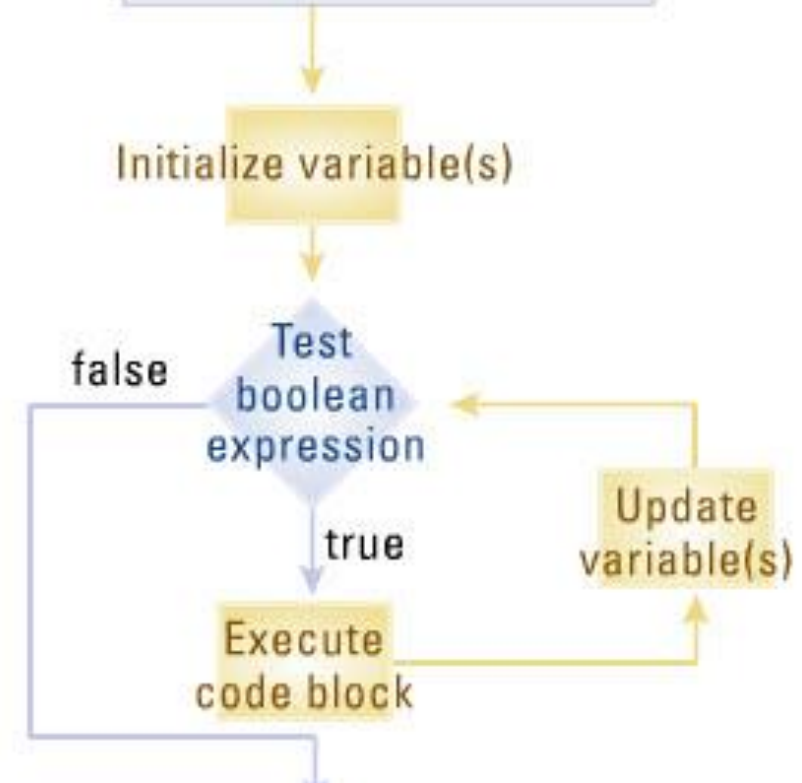 Initialize variable(s)
false
Test
boolean
expression
true
Update
variable(s)
Execute
code block